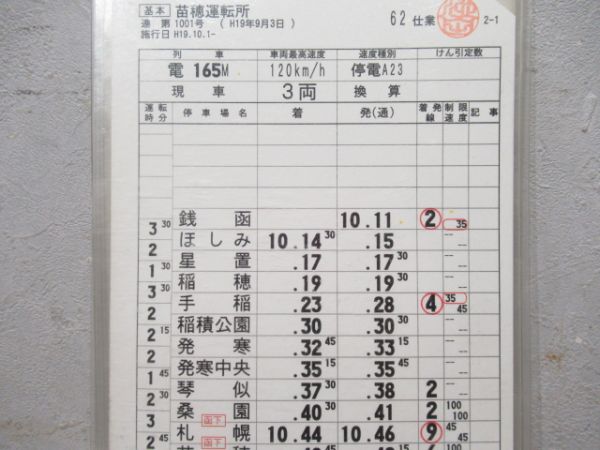 基本 苗穂運転所 62仕業 2-1
達 第1001号 ( H19年9月3日 )
施行日 H19.10.1-
列車 車両最高速度 速度種別 けん引定数
電 165M 120km/h 停電A23
現車 3両 換算
運転時分 停車場名 着 発(通) 着発線 制限速度 記事
銭函 10.11 2 35
3 30
ほしみ 10.14 30 .15 -- --
2
星置 .17 .17 30 -- --
1 30
稲穂 .19 .19 30 -- --
3 30
手稲 .23 .28 4 35 45
2
稲積公園 .30 .30 30 -- --
2 15
発寒 .32 45 .33 15 -- --
2
発寒中央 .35 15 .35 45 -- --
1 45
琴似 .37 30 .38 2 --
2 30
桑園 .40 30 .41 2 100 100
3 函下
札幌 10.44 10.46 9 45 45
2 45 函下